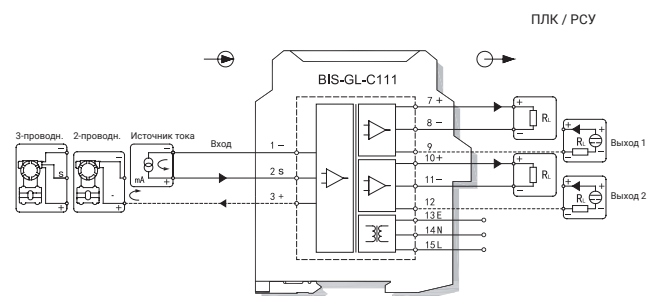 ПЛК / РСУ
BIS-GL-C111
3-проводн. 2-проводн. Источник тока
Вход
1 −
2 S
3 +
7 +
8 −
9
10 +
11 −
12
13 E
14 N
15 L
− S +
− +
− mA +
+ RL −
+ RL −
Выход 1
+ RL −
+ RL −
Выход 2